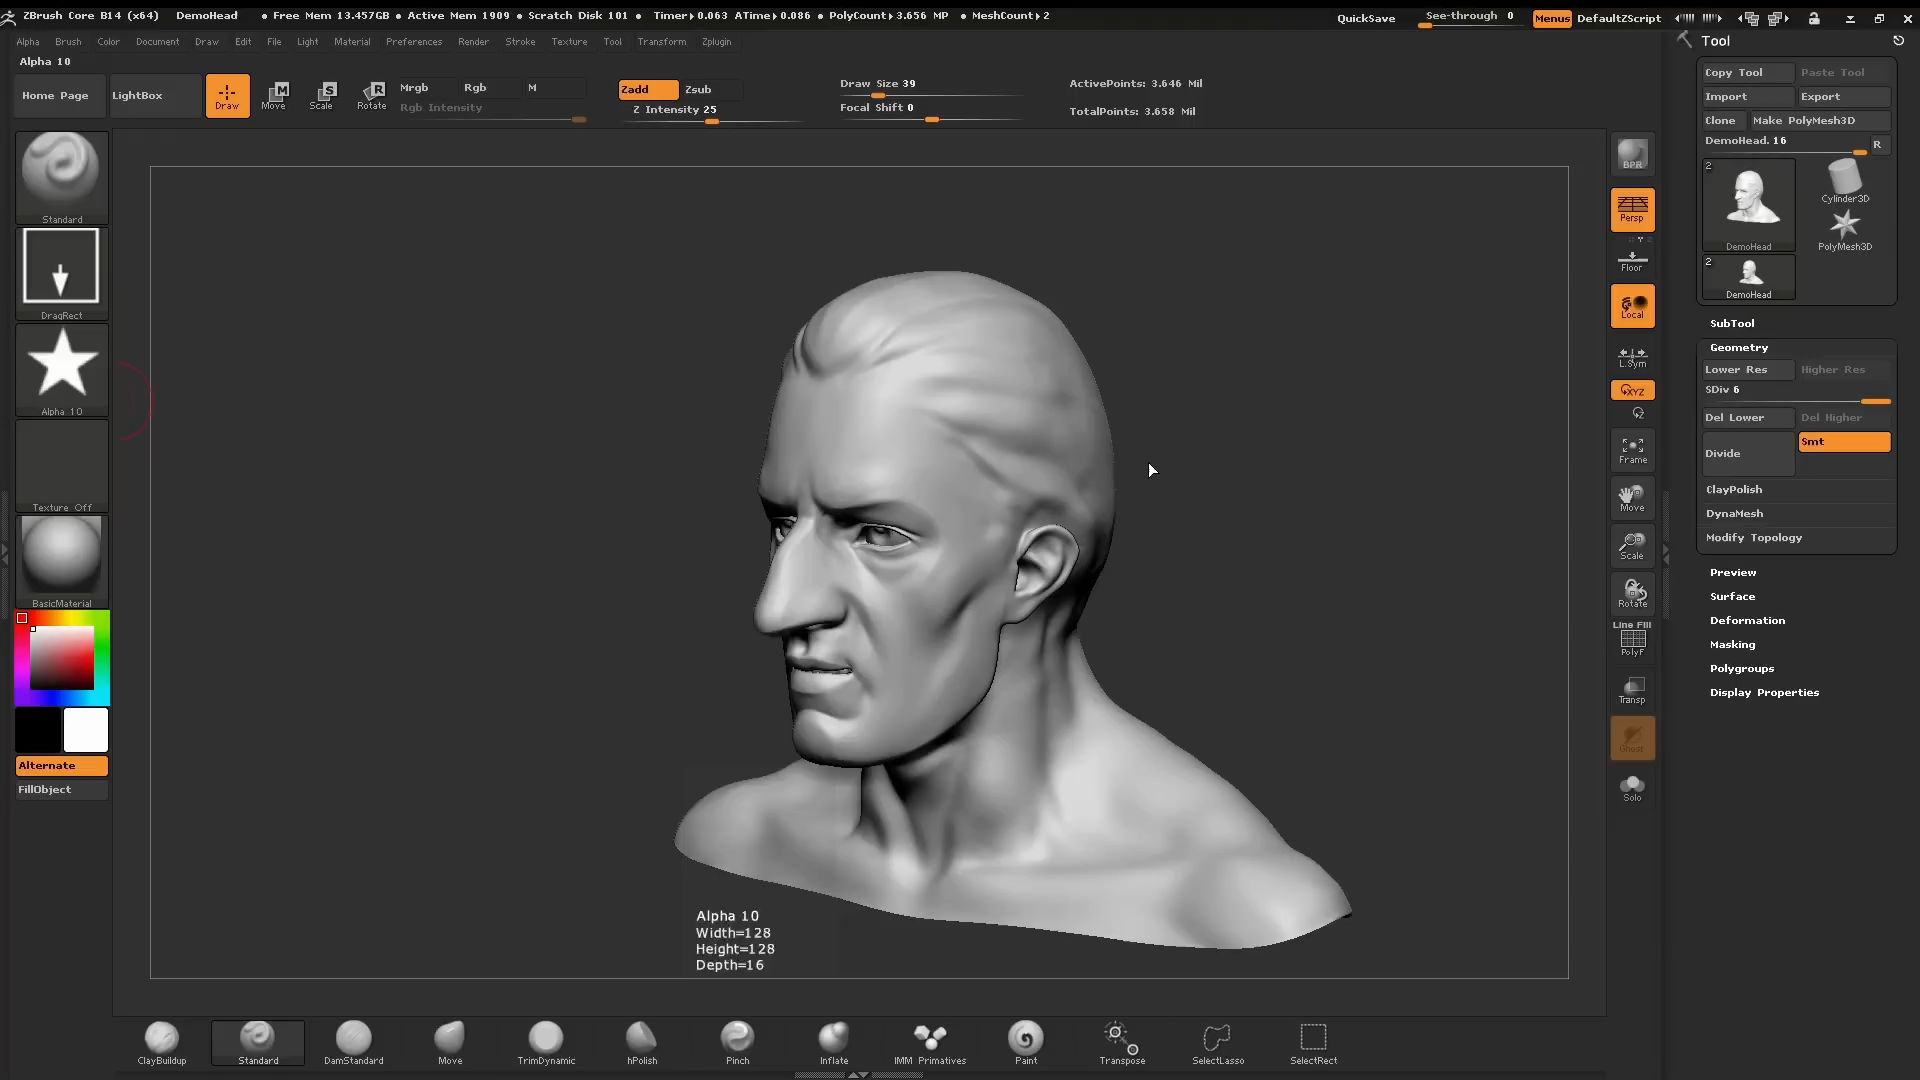 ZBrush Core B14 (x64) DemoHead • Free Mem 13.457GB • Active Mem 1909 • Scratch Disk 101 • Timer▸0.063 ATime▸0.086 • PolyCount▸3.656 MP • MeshCount▸2
QuickSave See-through 0 Menus DefaultZScript
Alpha Brush Color Document Draw Edit File Light Material Preferences Render Stroke Texture Tool Transform Zplugin
Alpha 10
Home Page LightBox Draw Move Scale Rotate
Mrgb Rgb M
Rgb Intensity
Zadd Zsub
Z Intensity 25
Draw Size 39
Focal Shift 0
ActivePoints: 3.646 Mil
TotalPoints: 3.658 Mil
Standard
DragRect
Alpha 10
Texture Off
BasicMaterial
Alternate
FillObject
Alpha 10
Width=128
Height=128
Depth=16
BPR
Persp
Floor
Local
L.Sym
XYZ
Frame
Move
Scale
Rotate
Line Fill
PolyF
Transp
Ghost
Solo
Tool
Copy Tool Paste Tool
Import Export
Clone Make PolyMesh3D
DemoHead. 16 R
2
DemoHead
Cylinder3D
PolyMesh3D
2
DemoHead
SubTool
Geometry
Lower Res Higher Res
SDiv 6
Del Lower Del Higher
Divide Smt
ClayPolish
DynaMesh
Modify Topology
Preview
Surface
Deformation
Masking
Polygroups
Display Properties
ClayBuildup Standard DamStandard Move TrimDynamic hPolish Pinch Inflate IMM Primatives Paint Transpose SelectLasso SelectRect